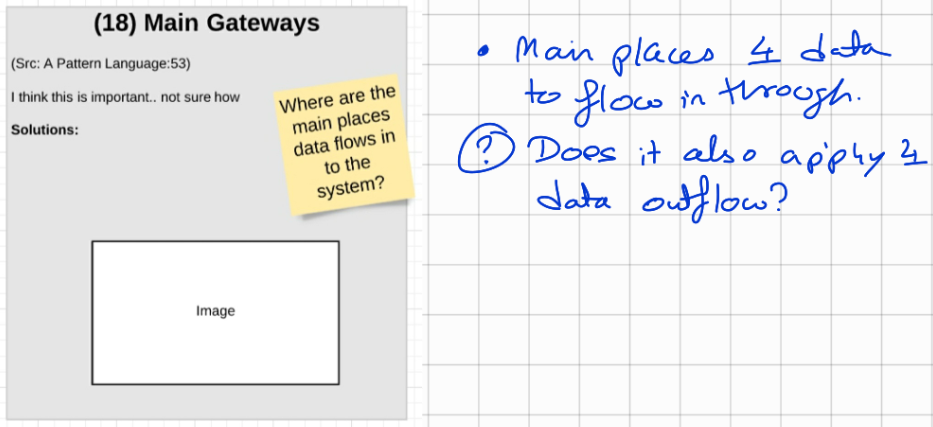 (18) Main Gateways
(Src: A Pattern Language:53)
I think this is important.. not sure how
Solutions:
Where are the
main places
data flows in
to the
system?
Image
• Main places 4 data
to flow in through.
? Does it also apply 4
data outflow?